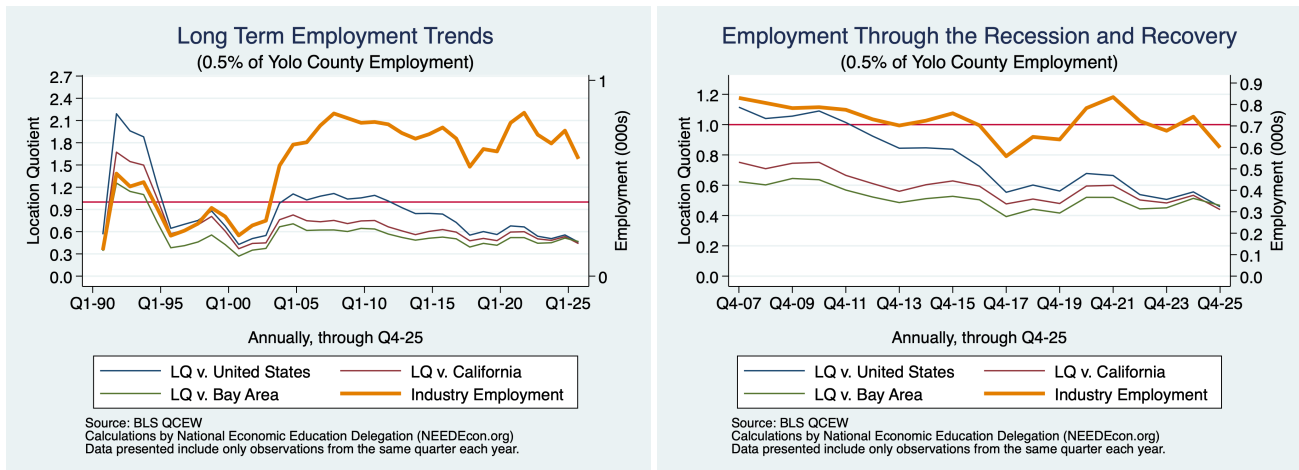 Long Term Employment Trends
(0.5% of Yolo County Employment)
Location Quotient
2.7
2.4
2.1
1.8
1.5
1.2
0.9
0.6
0.3
0.0
1
0
Employment (000s)
Q1-90 Q1-95 Q1-00 Q1-05 Q1-10 Q1-15 Q1-20 Q1-25
Annually, through Q4-25
LQ v. United States LQ v. California
LQ v. Bay Area Industry Employment
Source: BLS QCEW
Calculations by National Economic Education Delegation (NEEDEcon.org)
Data presented include only observations from the same quarter each year.
Employment Through the Recession and Recovery
(0.5% of Yolo County Employment)
Location Quotient
1.2
1.0
0.8
0.6
0.4
0.2
0.0
0.9
0.8
0.7
0.6
0.5
0.4
0.3
0.2
0.1
0.0
Employment (000s)
Q4-07 Q4-09 Q4-11 Q4-13 Q4-15 Q4-17 Q4-19 Q4-21 Q4-23 Q4-25
Annually, through Q4-25
LQ v. United States LQ v. California
LQ v. Bay Area Industry Employment
Source: BLS QCEW
Calculations by National Economic Education Delegation (NEEDEcon.org)
Data presented include only observations from the same quarter each year.